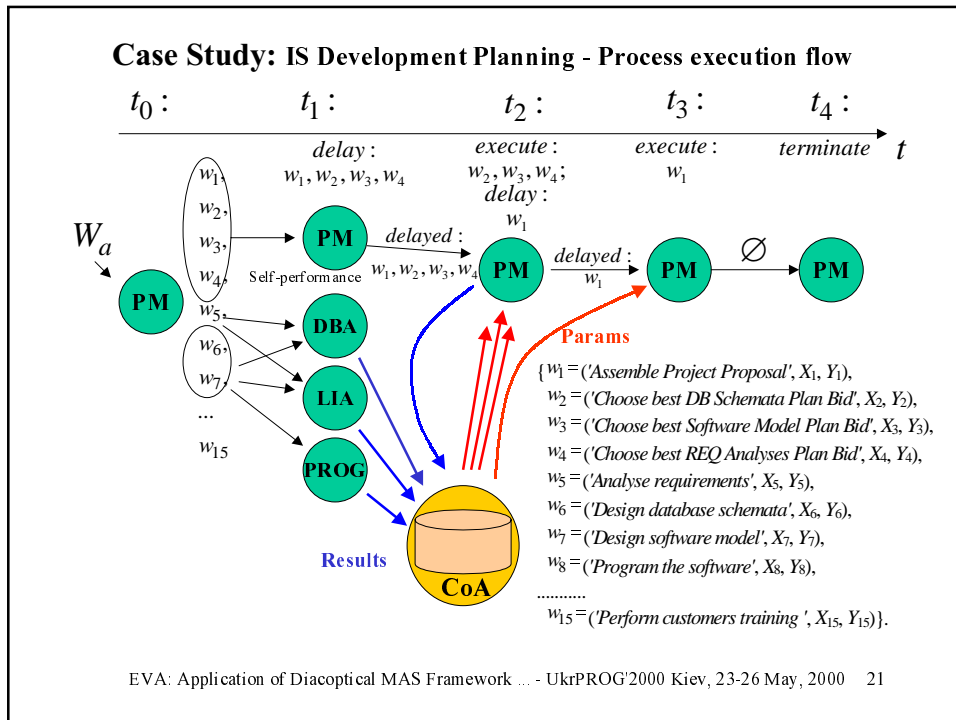 Case Study: IS Development Planning - Process execution flow
t0 : t1 : t2 : t3 : t4 :
t
delay :
w1, w2, w3, w4
execute :
w2, w3, w4;
delay :
w1
execute :
w1
terminate
Wa
PM
w1,
w2,
w3,
w4,
w5,
w6,
w7,
...
w15
PM
Self-performance
delayed :
w1, w2, w3, w4
PM
delayed :
w1
PM
∅
PM
DBA
LIA
PROG
Results
CoA
Params
{w1=('Assemble Project Proposal', X1, Y1),
w2=('Choose best DB Schemata Plan Bid', X2, Y2),
w3=('Choose best Software Model Plan Bid', X3, Y3),
w4=('Choose best REQ Analyses Plan Bid', X4, Y4),
w5=('Analyse requirements', X5, Y5),
w6=('Design database schemata', X6, Y6),
w7=('Design software model', X7, Y7),
w8=('Program the software', X8, Y8),
...........
w15=('Perform customers training ', X15, Y15)}.
EVA: Application of Diacoptical MAS Framework ... - UkrPROG'2000 Kiev, 23-26 May, 2000 21